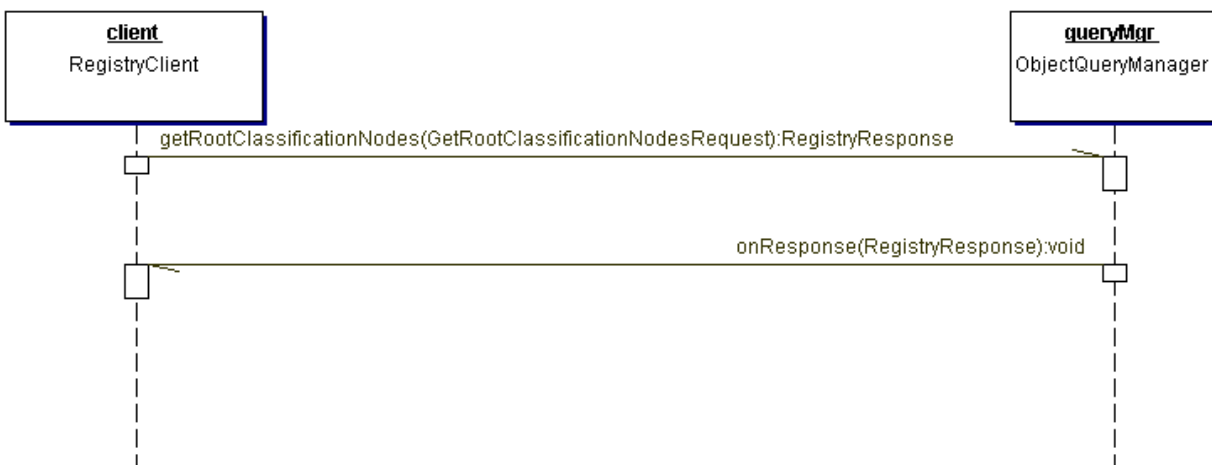 client
RegistryClient
queryMgr
ObjectQueryManager
getRootClassificationNodes(GetRootClassificationNodesRequest):RegistryResponse
onResponse(RegistryResponse):void